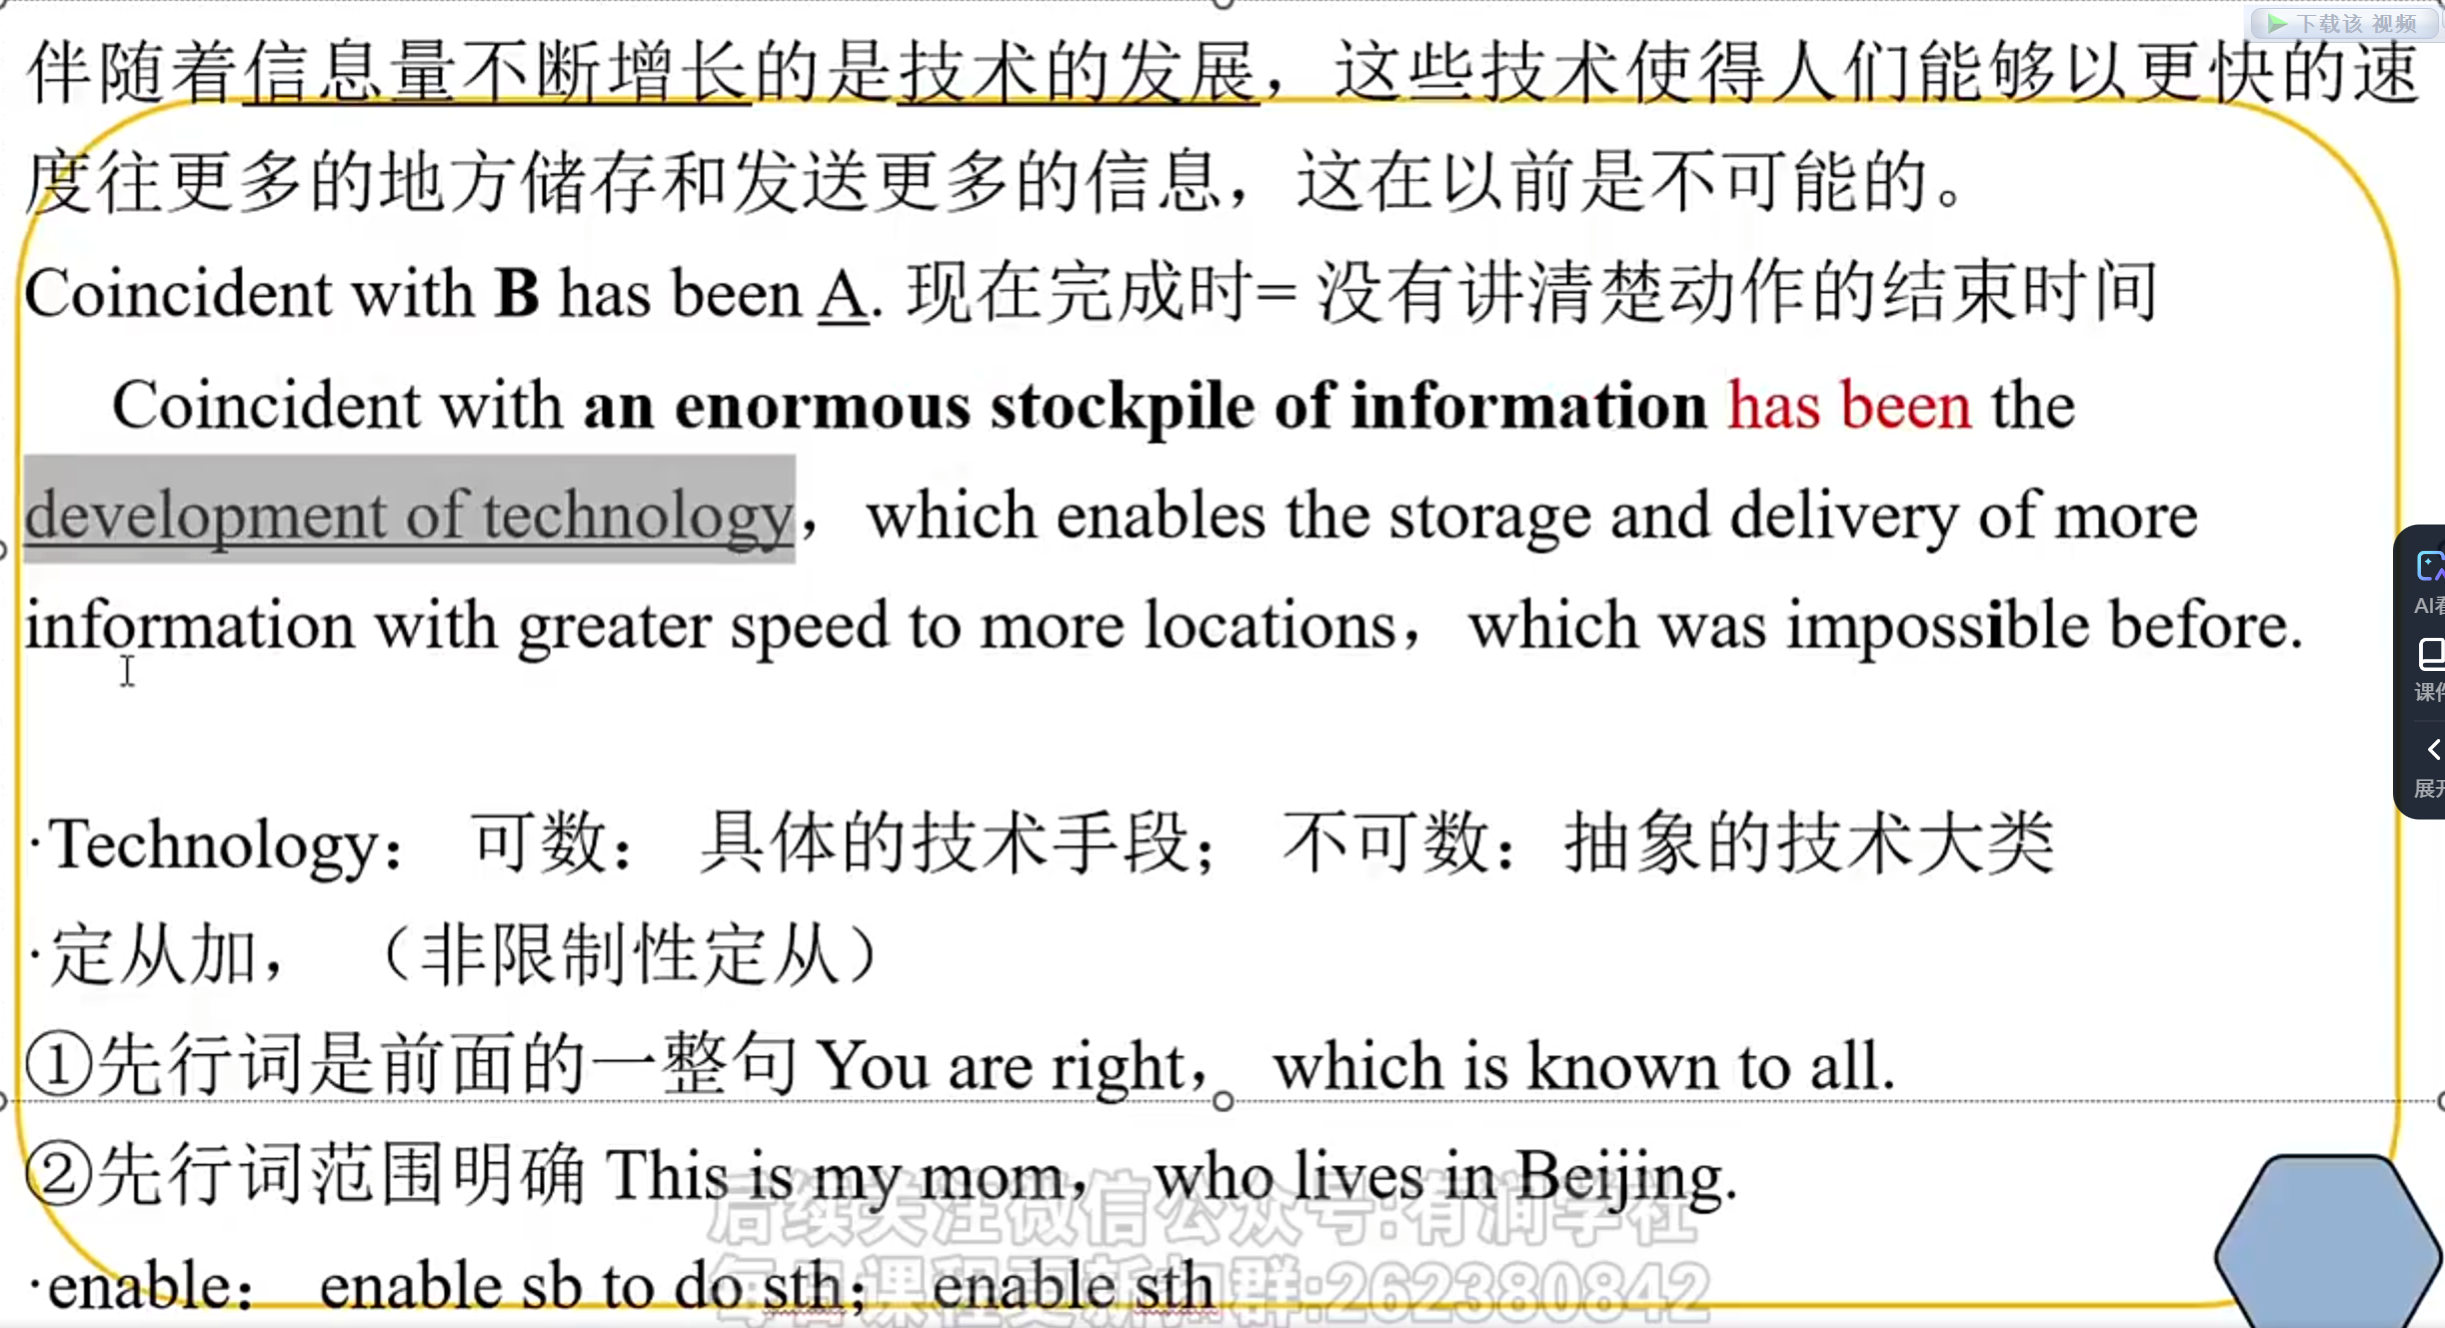 下载该 视频
伴随着信息量不断增长的是技术的发展，这些技术使得人们能够以更快的速
度往更多的地方储存和发送更多的信息，这在以前是不可能的。
Coincident with B has been A. 现在完成时= 没有讲清楚动作的结束时间
Coincident with an enormous stockpile of information has been the
development of technology， which enables the storage and delivery of more
information with greater speed to more locations，which was impossible before.
AI看
课件
展开
·Technology： 可数： 具体的技术手段； 不可数：抽象的技术大类
·定从加，（非限制性定从）
①先行词是前面的一整句 You are right， which is known to all.
②先行词范围明确 This is my mom， who lives in Beijing.
后续关注微信公众号:有润学社
·enable： enable sb to do sth； enable sth
每日课程更新扣群:262380842